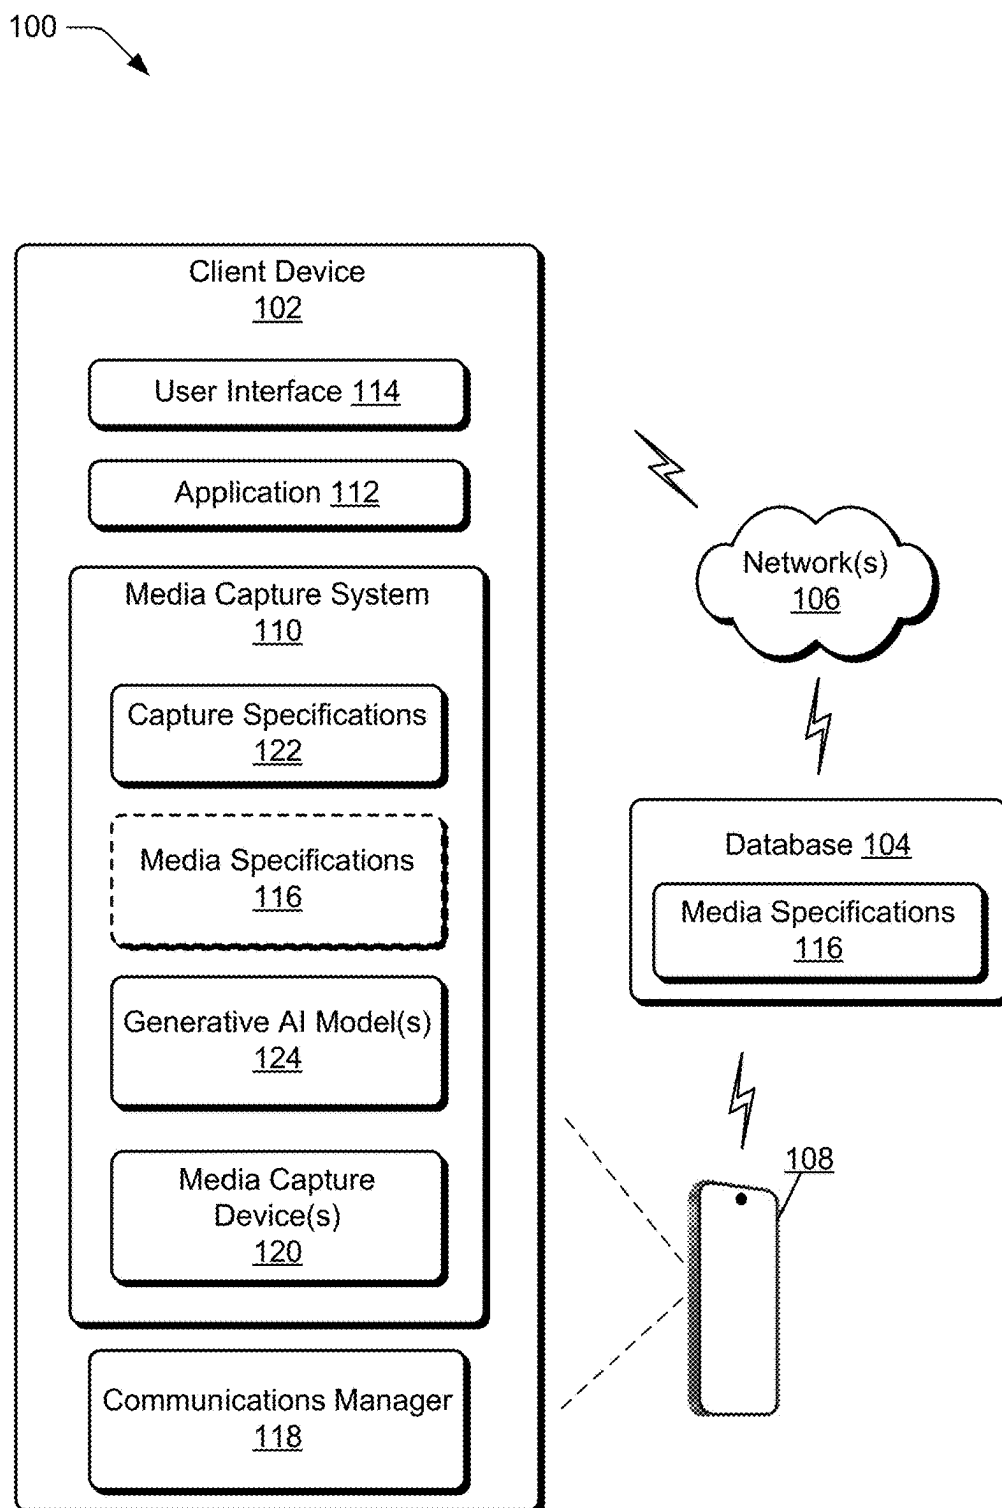 100
Client Device
102
User Interface 114
Application 112
Media Capture System
110
Capture Specifications
122
Media Specifications
116
Generative AI Model(s)
124
Media Capture
Device(s)
120
Communications Manager
118
Network(s)
106
Database 104
Media Specifications
116
108